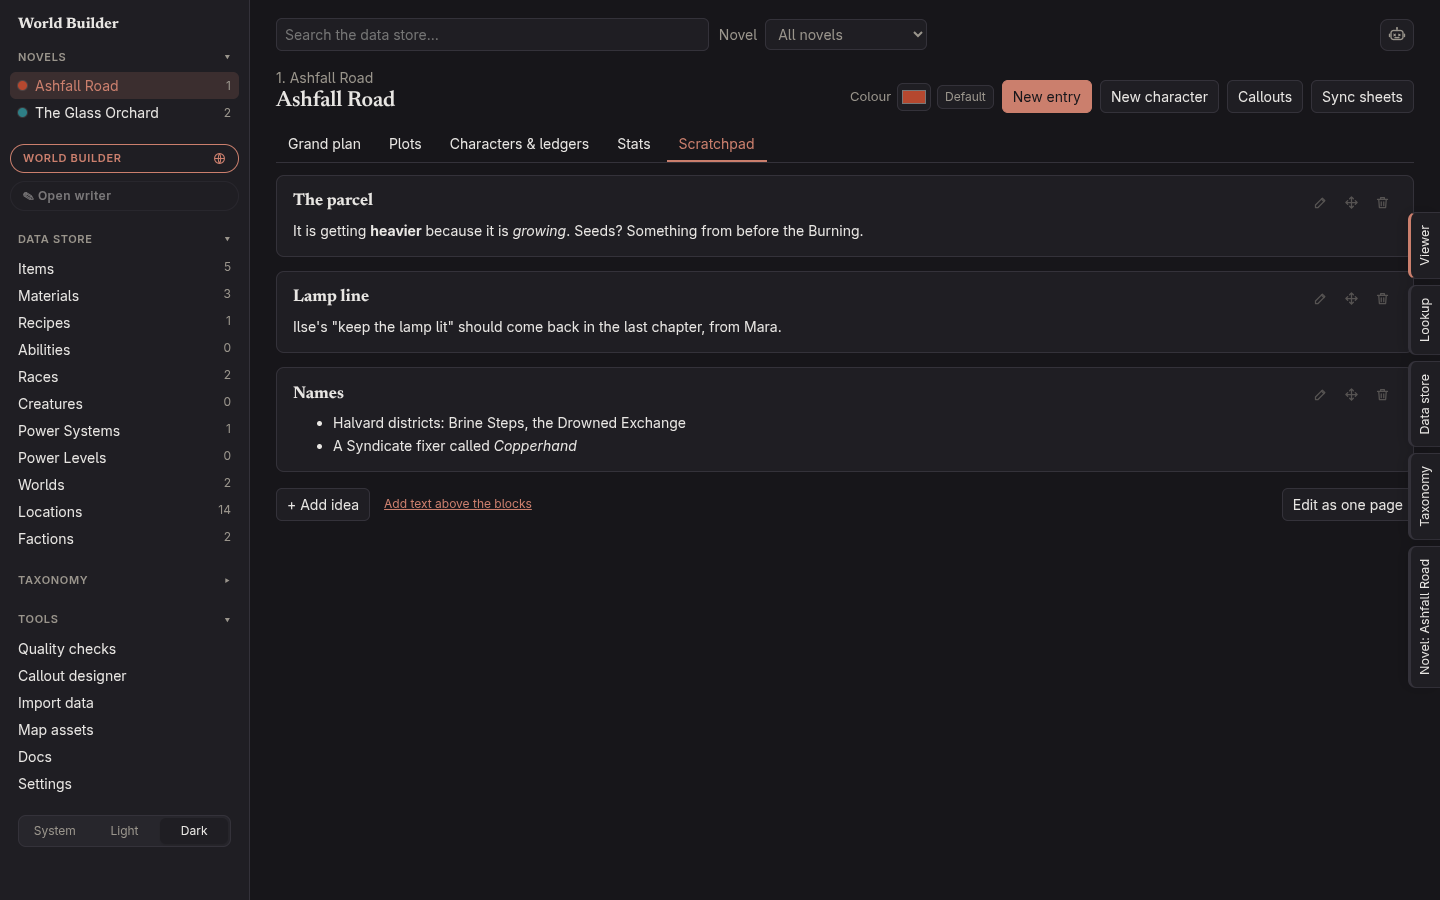 World Builder
NOVELS
Ashfall Road 1
The Glass Orchard 2
WORLD BUILDER
✎ Open writer
DATA STORE
Items 5
Materials 3
Recipes 1
Abilities 0
Races 2
Creatures 0
Power Systems 1
Power Levels 0
Worlds 2
Locations 14
Factions 2
TAXONOMY
TOOLS
Quality checks
Callout designer
Import data
Map assets
Docs
Settings
System Light Dark
Search the data store... Novel All novels
1. Ashfall Road
Ashfall Road
Colour Default New entry New character Callouts Sync sheets
Grand plan Plots Characters & ledgers Stats Scratchpad
The parcel
It is getting heavier because it is growing. Seeds? Something from before the Burning.
Lamp line
Ilse's "keep the lamp lit" should come back in the last chapter, from Mara.
Names
• Halvard districts: Brine Steps, the Drowned Exchange
• A Syndicate fixer called Copperhand
+ Add idea Add text above the blocks Edit as one page
Viewer
Lookup
Data store
Taxonomy
Novel: Ashfall Road